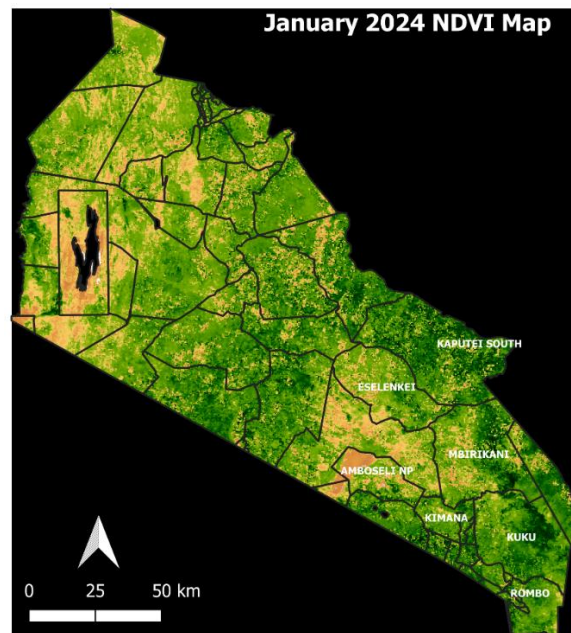 January 2024 NDVI Map
KAPUTEI SOUTH
ESELENKEI
MBIRIKANI
AMBOSELI NP
KIMANA
KUKU
ROMBO
0 25 50 km